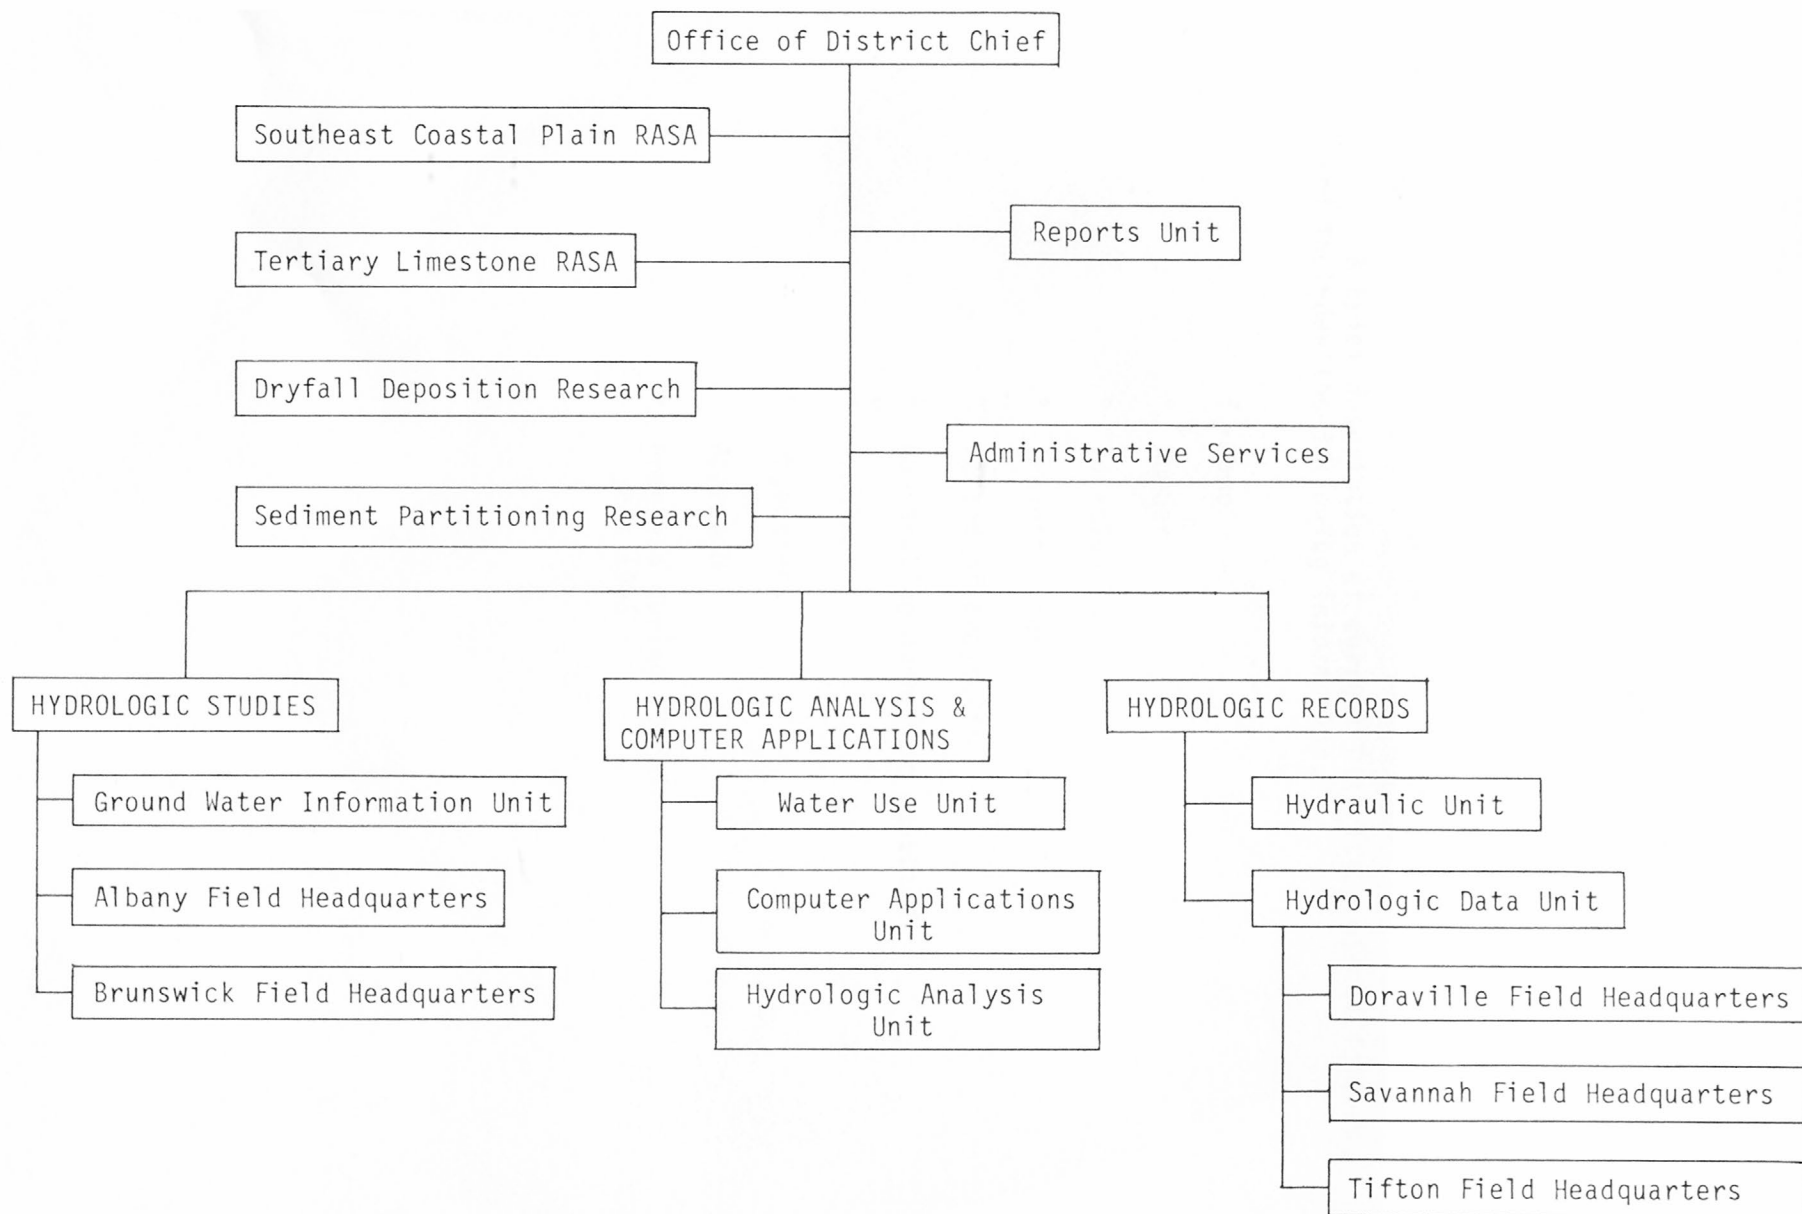 Office of District Chief
Southeast Coastal Plain RASA
Reports Unit
Tertiary Limestone RASA
Dryfall Deposition Research
Administrative Services
Sediment Partitioning Research
HYDROLOGIC STUDIES
Ground Water Information Unit
Albany Field Headquarters
Brunswick Field Headquarters
HYDROLOGIC ANALYSIS &
COMPUTER APPLICATIONS
Water Use Unit
Computer Applications
Unit
Hydrologic Analysis
Unit
HYDROLOGIC RECORDS
Hydraulic Unit
Hydrologic Data Unit
Doraville Field Headquarters
Savannah Field Headquarters
Tifton Field Headquarters